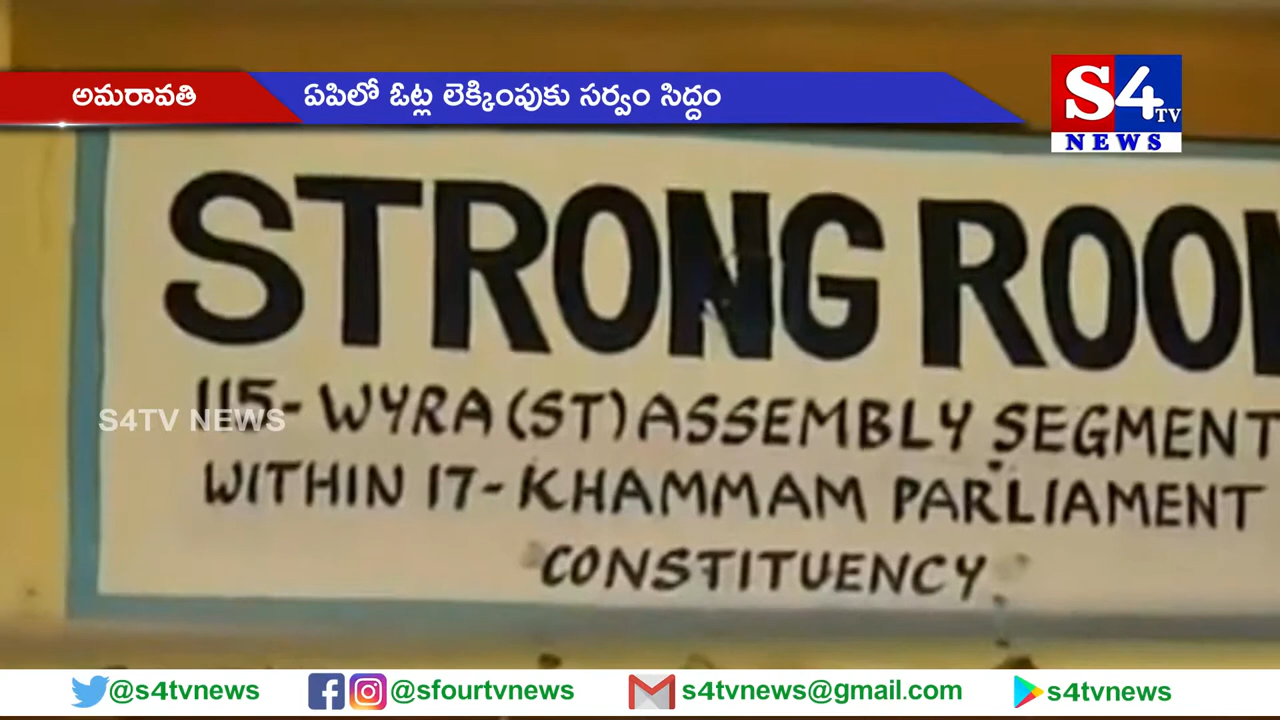 అమరావతి
ఏపిలో ఓట్ల లెక్కింపుకు సర్వం సిద్దం
S4 TV
NEWS
STRONG ROO
115- WYRA (ST) ASSEMBLY SEGMENT
S4TV NEWS
WITHIN 17- KHAMMAM PARLIAMENT
CONSTITUENCY
@s4tvnews @sfourtvnews s4tvnews@gmail.com s4tvnews